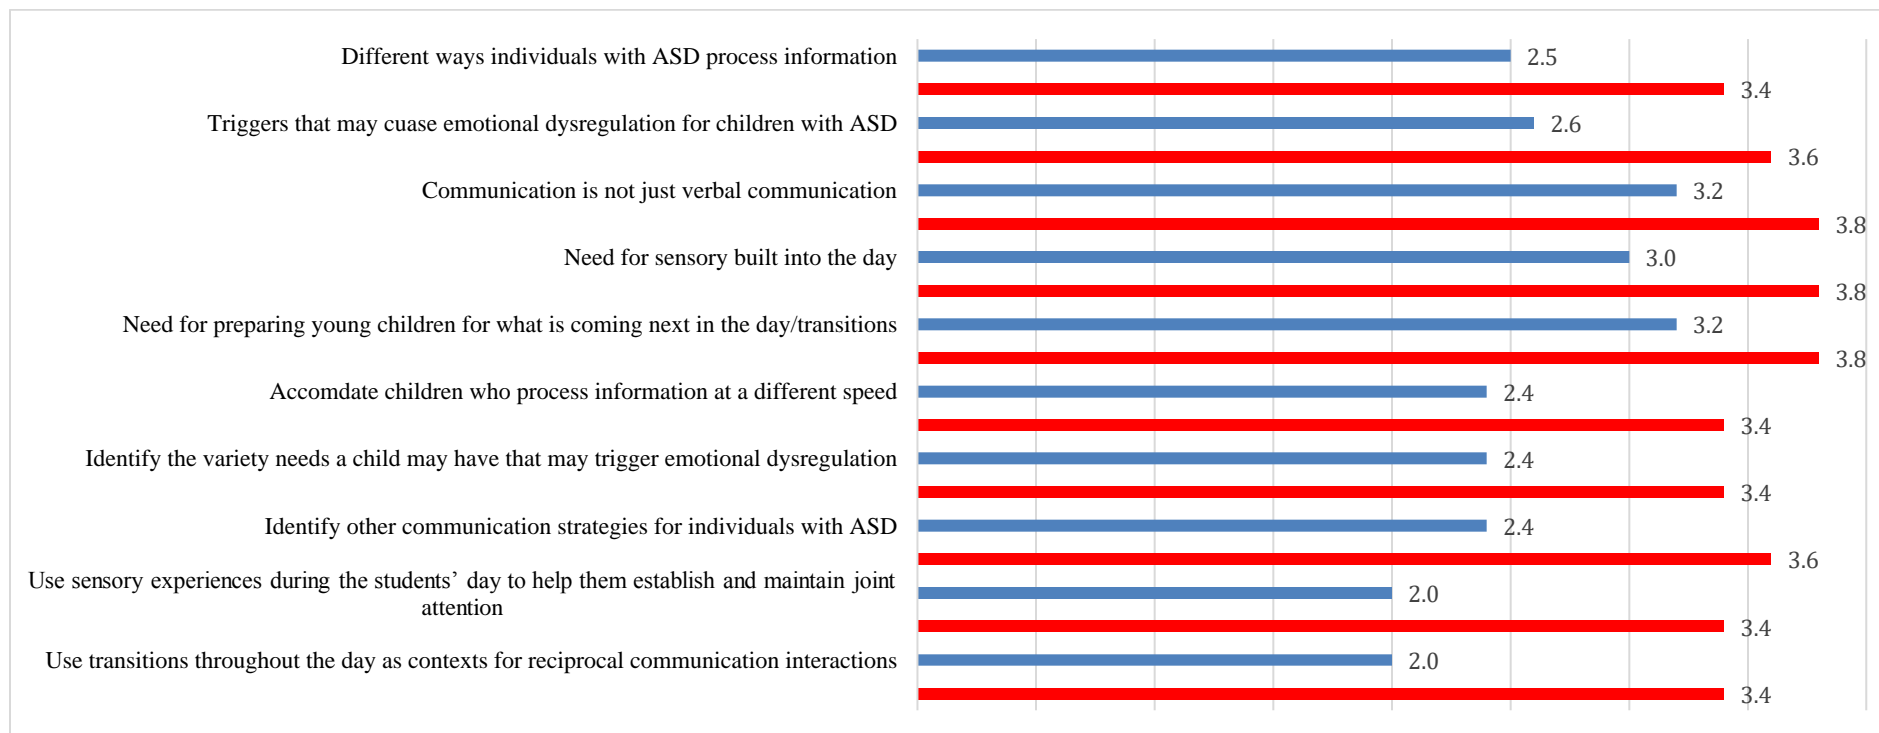 Different ways individuals with ASD process information
2.5
3.4
Triggers that may cuase emotional dysregulation for children with ASD
2.6
3.6
Communication is not just verbal communication
3.2
3.8
Need for sensory built into the day
3.0
3.8
Need for preparing young children for what is coming next in the day/transitions
3.2
3.8
Accomdate children who process information at a different speed
2.4
3.4
Identify the variety needs a child may have that may trigger emotional dysregulation
2.4
3.4
Identify other communication strategies for individuals with ASD
2.4
3.6
Use sensory experiences during the students’ day to help them establish and maintain joint
attention
2.0
3.4
Use transitions throughout the day as contexts for reciprocal communication interactions
2.0
3.4